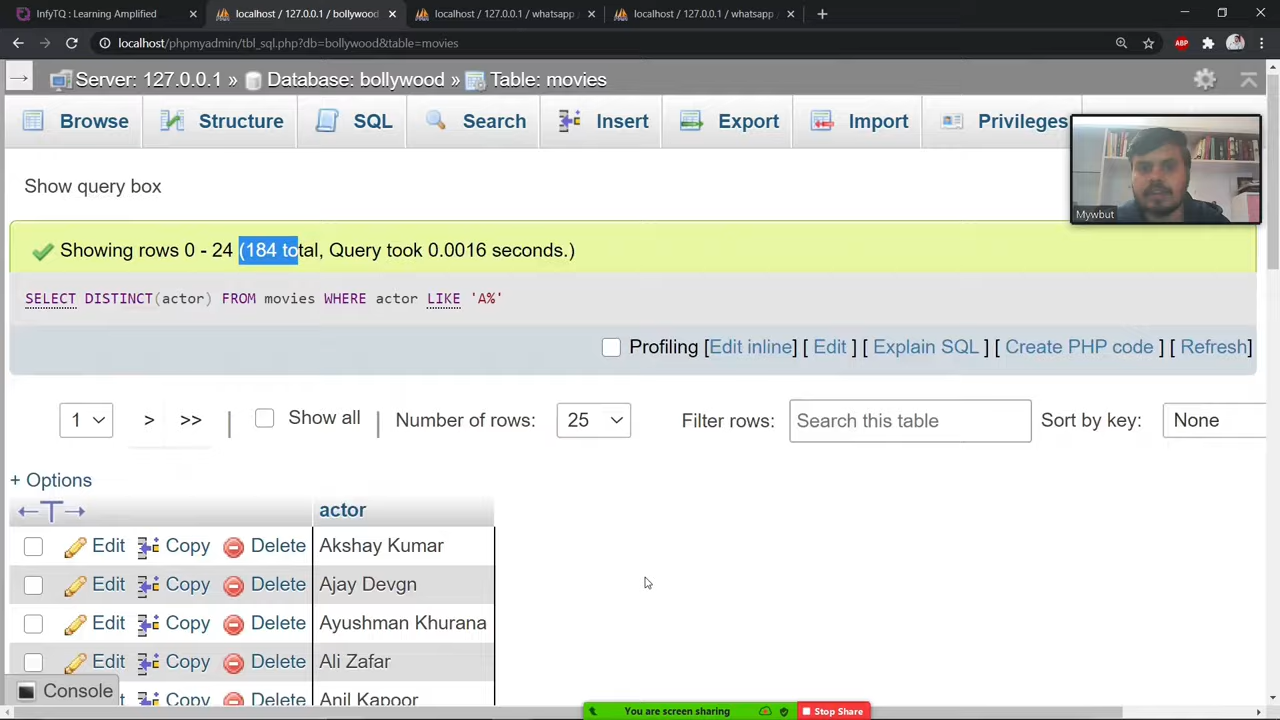 InfyTQ : Learning Amplified
localhost / 127.0.0.1 / bollywood
localhost / 127.0.0.1 / whatsapp
localhost / 127.0.0.1 / whatsapp
localhost/phpmyadmin/tbl_sql.php?db=bollywood&table=movies
ABP
Server: 127.0.0.1 » Database: bollywood » Table: movies
Browse Structure SQL Search Insert Export Import Privileges
Mywbut
Show query box
Showing rows 0 - 24 (184 total, Query took 0.0016 seconds.)
SELECT DISTINCT(actor) FROM movies WHERE actor LIKE 'A%'
Profiling [Edit inline] [ Edit ] [ Explain SQL ] [ Create PHP code ] [ Refresh]
1 > >> | Show all | Number of rows: 25 Filter rows: Search this table Sort by key: None
+ Options
←T→ actor
Edit Copy Delete Akshay Kumar
Edit Copy Delete Ajay Devgn
Edit Copy Delete Ayushman Khurana
Edit Copy Delete Ali Zafar
Copy Delete Anil Kapoor
Console
You are screen sharing Stop Share